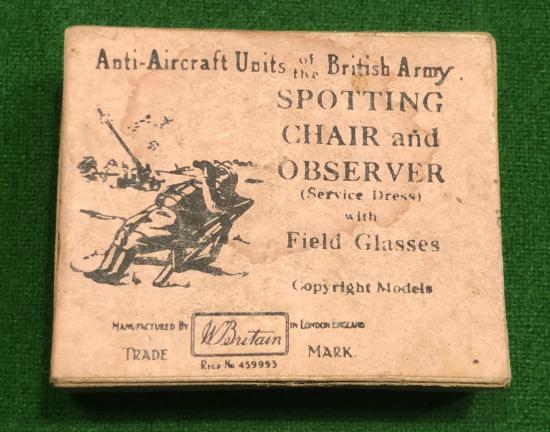 Anti-Aircraft Units of the British Army.
SPOTTING
CHAIR and
OBSERVER
(Service Dress)
with
Field Glasses
Copyright Models
MANUFACTURED BY W Britain IN LONDON ENGLAND
TRADE MARK.
RIGD No 459993